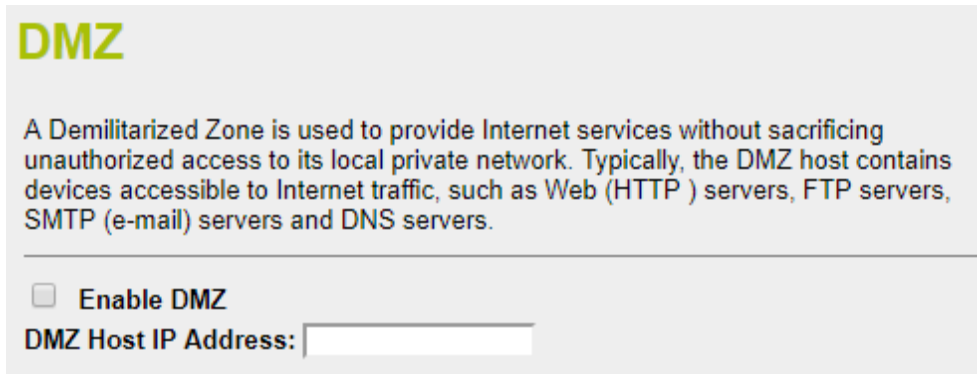 DMZ
A Demilitarized Zone is used to provide Internet services without sacrificing
unauthorized access to its local private network. Typically, the DMZ host contains
devices accessible to Internet traffic, such as Web (HTTP ) servers, FTP servers,
SMTP (e-mail) servers and DNS servers.
Enable DMZ
DMZ Host IP Address: